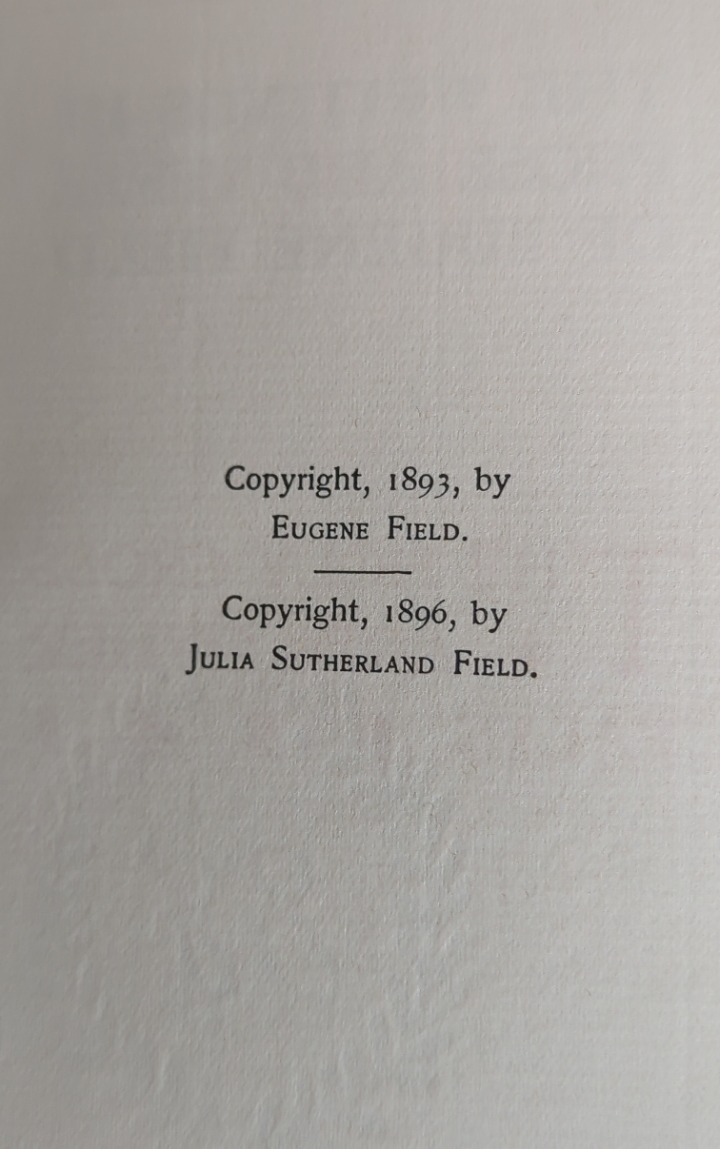 Copyright, 1893, by
EUGENE FIELD.
Copyright, 1896, by
JULIA SUTHERLAND FIELD.